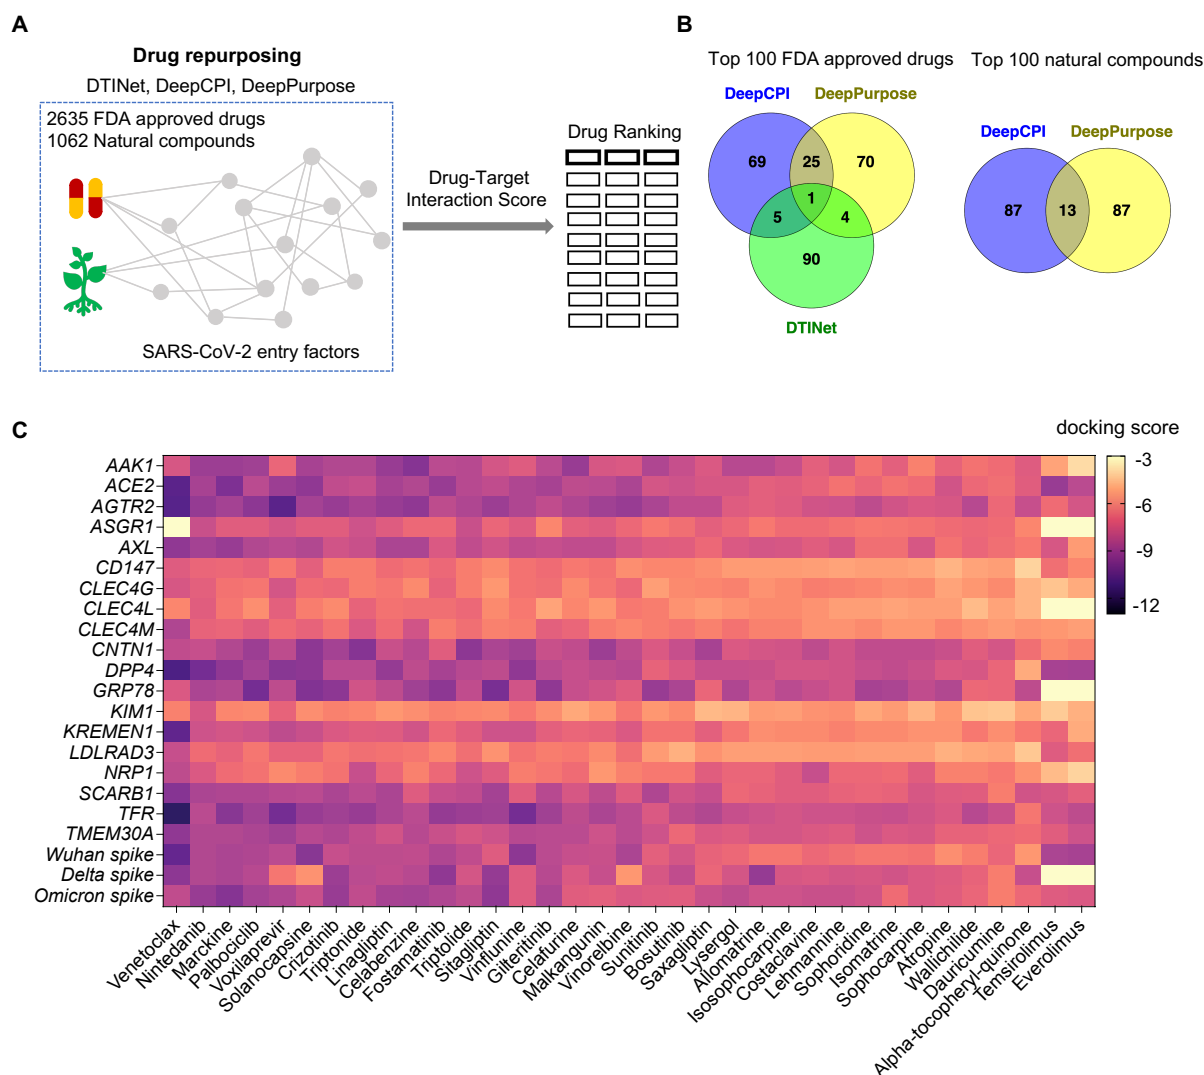 A
Drug repurposing
DTINet, DeepCPI, DeepPurpose
2635 FDA approved drugs
1062 Natural compounds
SARS-CoV-2 entry factors
Drug-Target
Interaction Score
Drug Ranking
B
Top 100 FDA approved drugs
DeepCPI
DeepPurpose
69
25
70
1
5
4
90
DTINet
Top 100 natural compounds
DeepCPI
DeepPurpose
87
13
87
C
docking score
-3
-6
-9
-12
AAK1
ACE2
AGTR2
ASGR1
AXL
CD147
CLEC4G
CLEC4L
CLEC4M
CNTN1
DPP4
GRP78
KIM1
KREMEN1
LDLRAD3
NRP1
SCARB1
TFR
TMEM30A
Wuhan spike
Delta spike
Omicron spike
Venetoclax
Nintedanib
Marckine
Palbociclib
Voxilaprevir
Solanocapsine
Crizotinib
Triptonide
Linagliptin
Celabenzine
Fostamatinib
Triptolide
Sitagliptin
Vinflunine
Gilteritinib
Celafurine
Malkangunin
Vinorelbine
Sunitinib
Bosutinib
Saxagliptin
Lysergol
Allomatrine
Isosophocarpine
Costaclavine
Lehmannine
Sophoridine
Isomatrine
Sophocarpine
Atropine
Wallichilide
Dauricumine
Alpha-tocopheryl-quinone
Temsirolimus
Everolimus